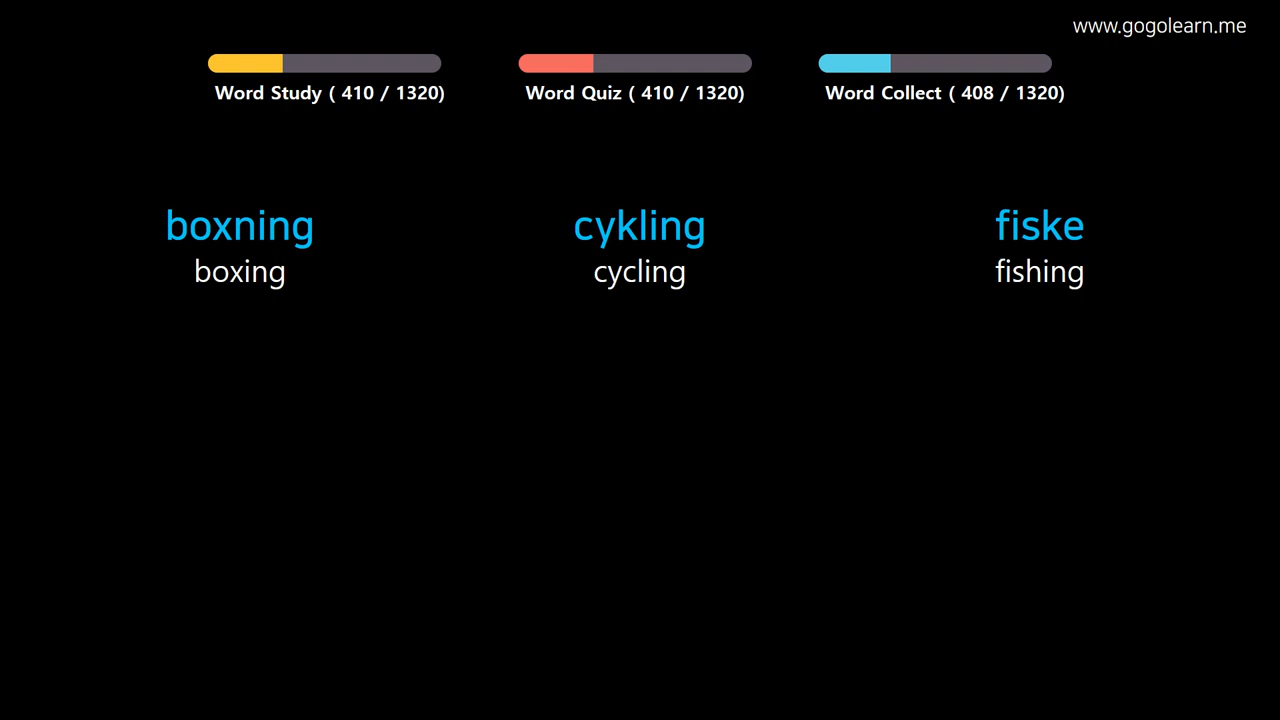 www.gogolearn.me
Word Study ( 410 / 1320)
Word Quiz ( 410 / 1320)
Word Collect ( 408 / 1320)
boxning
boxing
cykling
cycling
fiske
fishing